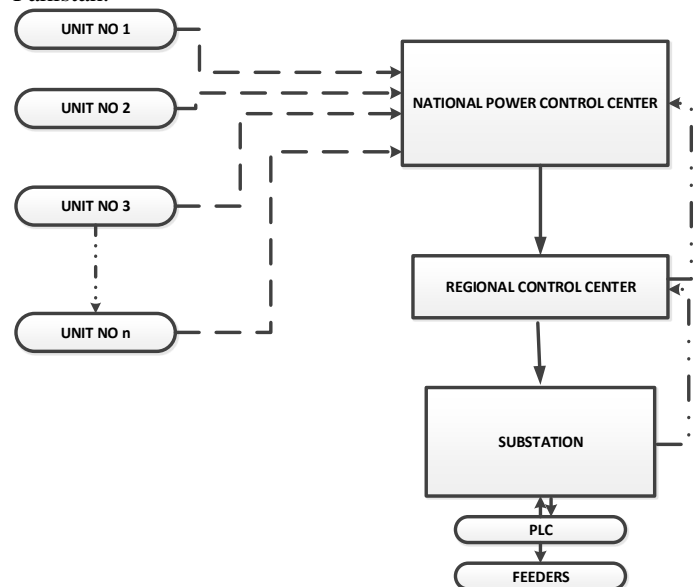 UNIT NO 1
UNIT NO 2
UNIT NO 3
UNIT NO n
NATIONAL POWER CONTROL CENTER
REGIONAL CONTROL CENTER
SUBSTATION
PLC
FEEDERS